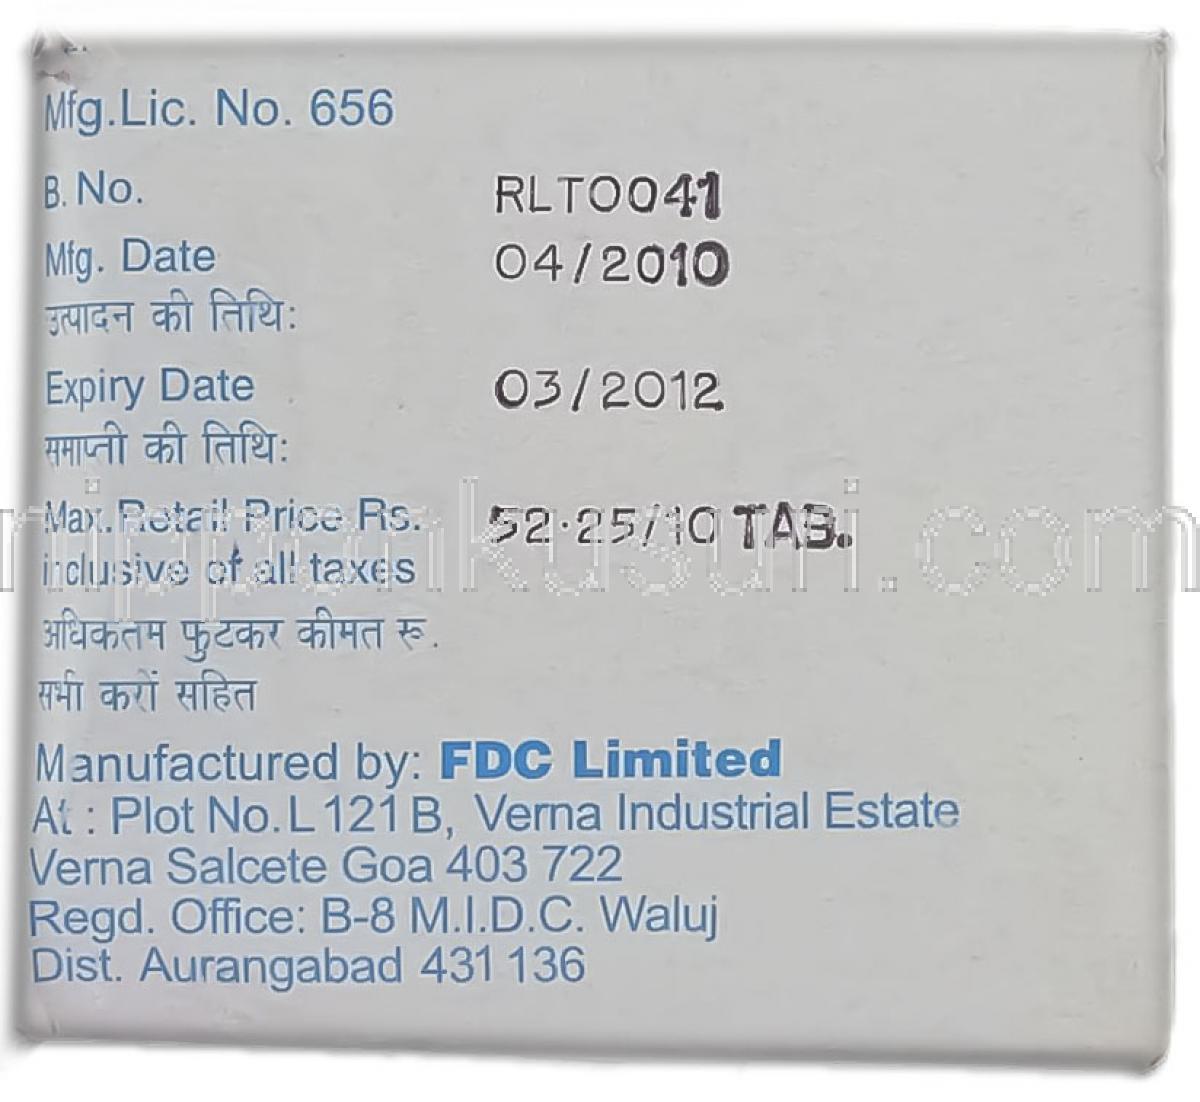 Mfg.Lic. No. 656
B. No. RLT0041
Mfg. Date 04/2010
उत्पादन की तिथि:
Expiry Date 03/2012
समाप्ती की तिथि:
Max. Retail Price Rs. 52.25/10 TAB.
inclusive of all taxes
nipponkusuri.com
अधिकतम फुटकर कीमत रू.
सभी करों सहित
Manufactured by: FDC Limited
At : Plot No. L 121 B, Verna Industrial Estate
Verna Salcete Goa 403 722
Regd. Office: B-8 M.I.D.C. Waluj
Dist. Aurangabad 431 136